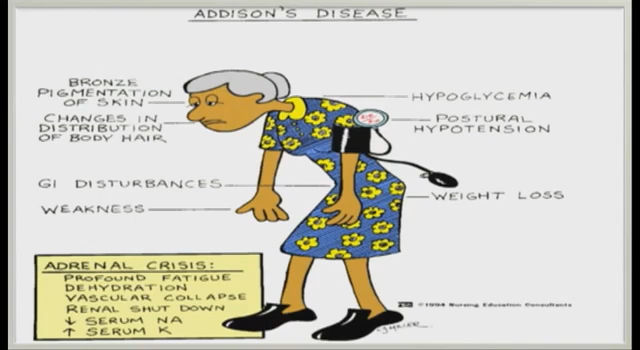 ADDISON'S DISEASE
BRONZE
PIGMENTATION
OF SKIN
CHANGES IN
DISTRIBUTION
OF BODY HAIR
GI DISTURBANCES
WEAKNESS
HYPOGLYCEMIA
POSTURAL
HYPOTENSION
WEIGHT LOSS
ADRENAL CRISIS:
PROFOUND FATIGUE
DEHYDRATION
VASCULAR COLLAPSE
RENAL SHUT DOWN
↓ SERUM NA
↑ SERUM K
©1994 Nursing Education Consultants